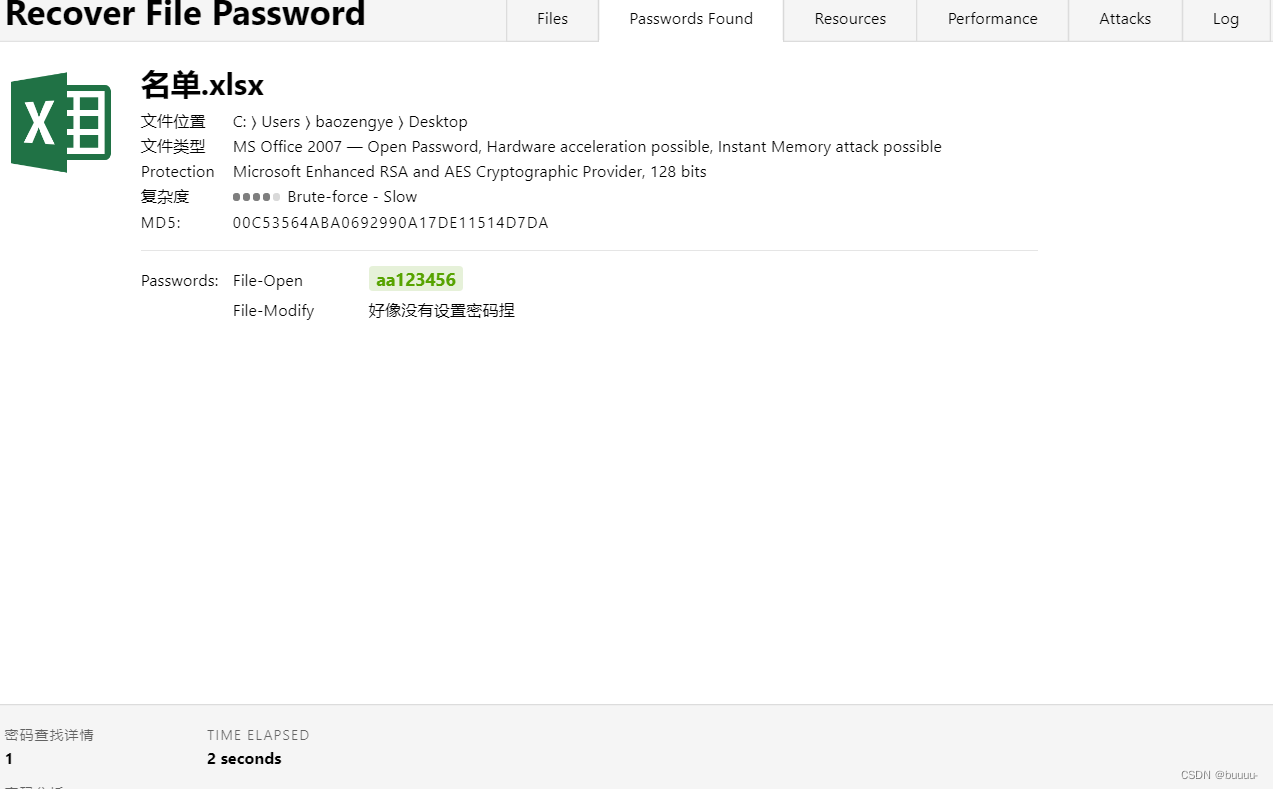 Recover File Password
Files Passwords Found Resources Performance Attacks Log
名单.xlsx
文件位置 C: 〉Users 〉baozengye 〉Desktop
文件类型 MS Office 2007 — Open Password, Hardware acceleration possible, Instant Memory attack possible
Protection Microsoft Enhanced RSA and AES Cryptographic Provider, 128 bits
复杂度 Brute-force - Slow
MD5: 00C53564ABA0692990A17DE11514D7DA
Passwords: File-Open aa123456
File-Modify 好像没有设置密码捏
密码查找详情 TIME ELAPSED
1 2 seconds
CSDN @buuuu-